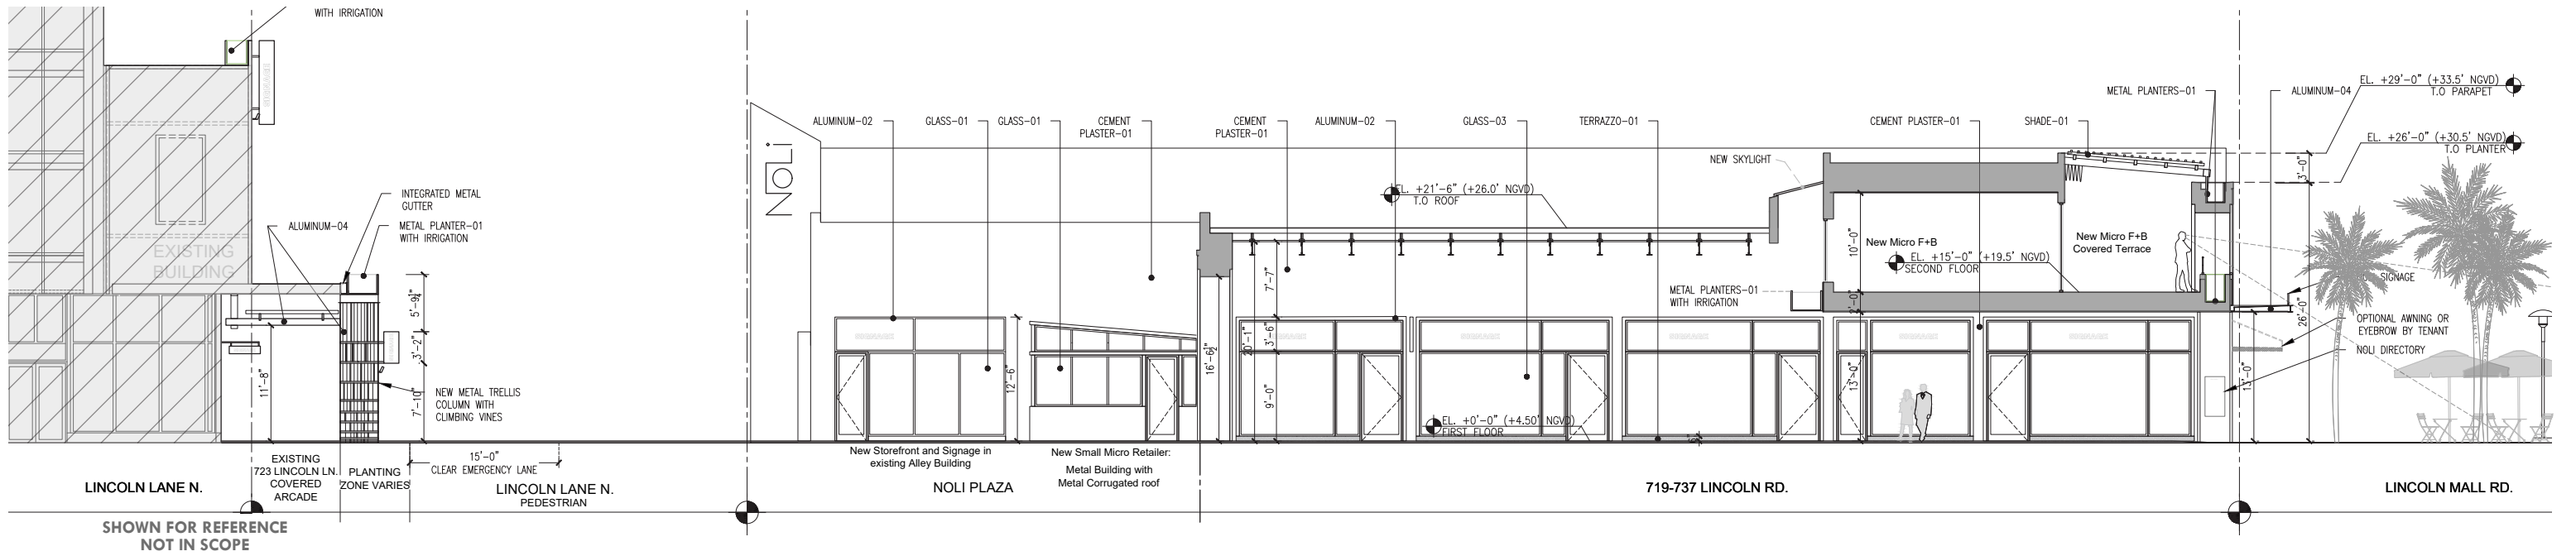 WITH IRRIGATION
EXISTING
BUILDING
ALUMINUM-04
INTEGRATED METAL
GUTTER
METAL PLANTER-01
WITH IRRIGATION
5'-9¼"
3'-2"
7'-10"
11'-8"
NEW METAL TRELLIS
COLUMN WITH
CLIMBING VINES
EXISTING
723 LINCOLN LN.
COVERED
ARCADE
PLANTING
ZONE VARIES
15'-0"
CLEAR EMERGENCY LANE
LINCOLN LANE N.
LINCOLN LANE N.
PEDESTRIAN
SHOWN FOR REFERENCE
NOT IN SCOPE
NOLi
ALUMINUM-02
GLASS-01
GLASS-01
CEMENT
PLASTER-01
CEMENT
PLASTER-01
ALUMINUM-02
GLASS-03
TERRAZZO-01
CEMENT PLASTER-01
SHADE-01
METAL PLANTERS-01
ALUMINUM-04
EL. +29'-0" (+33.5' NGVD)
T.O PARAPET
EL. +26'-0" (+30.5' NGVD)
T.O PLANTER
3'-0"
NEW SKYLIGHT
EL. +21'-6" (+26.0' NGVD)
T.O ROOF
New Micro F+B
New Micro F+B
Covered Terrace
10'-0"
EL. +15'-0" (+19.5' NGVD)
SECOND FLOOR
METAL PLANTERS-01
WITH IRRIGATION
SIGNAGE
26'-0"
OPTIONAL AWNING OR
EYEBROW BY TENANT
NOLI DIRECTORY
SIGNAGE
SIGNAGE
SIGNAGE
SIGNAGE
SIGNAGE
SIGNAGE
12'-6"
16'-6½"
20'-1"
7'-7"
3'-6"
9'-0"
13'-0"
13'-0"
6"
EL. +0'-0" (+4.50' NGVD)
FIRST FLOOR
New Storefront and Signage in
existing Alley Building
New Small Micro Retailer:
Metal Building with
Metal Corrugated roof
NOLI PLAZA
719-737 LINCOLN RD.
LINCOLN MALL RD.